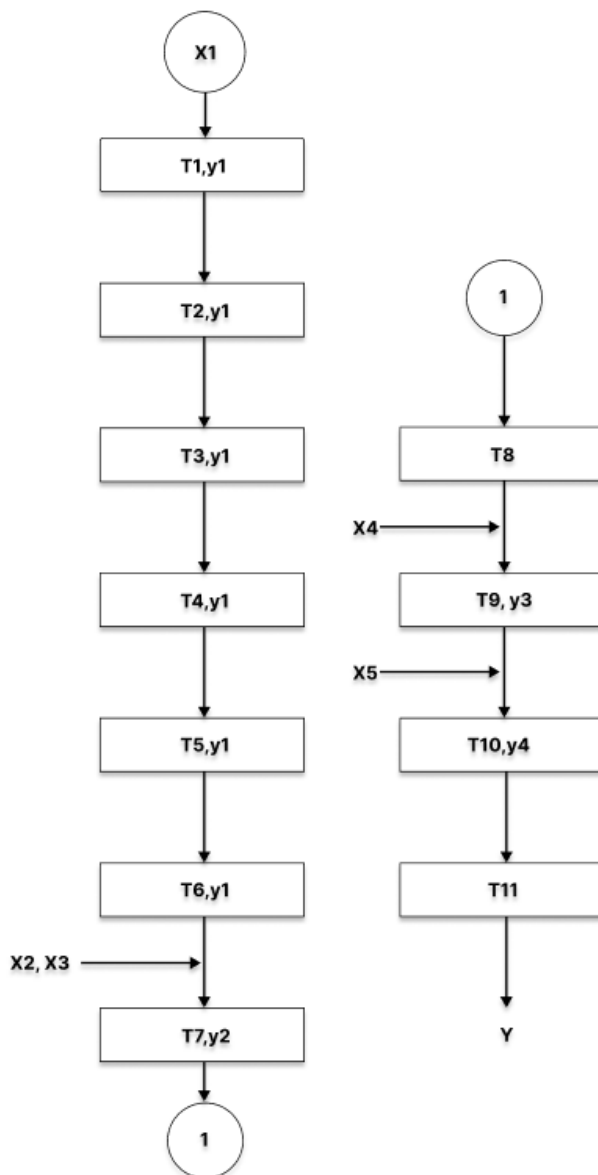 X1
T1,y1
T2,y1
T3,y1
T4,y1
T5,y1
T6,y1
X2, X3
T7,y2
1
1
T8
X4
T9, y3
X5
T10,y4
T11
Y